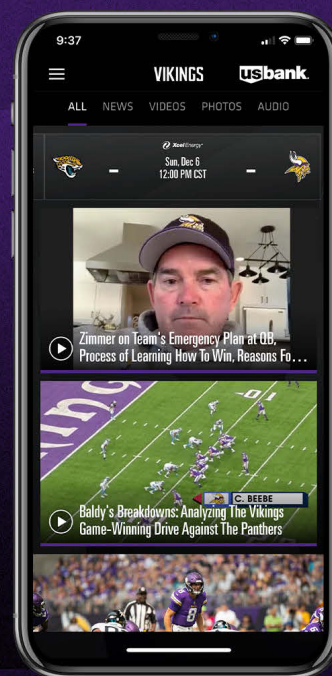 9:37
VIKINGS
usbank.
ALL NEWS VIDEOS PHOTOS AUDIO
Xcel Energy
Sun, Dec 6
12:00 PM CST
- -
Zimmer on Team's Emergency Plan at QB,
Process of Learning How To Win, Reasons Fo...
C. BEEBE
Baldy's Breakdowns: Analyzing The Vikings
Game-Winning Drive Against The Panthers
8